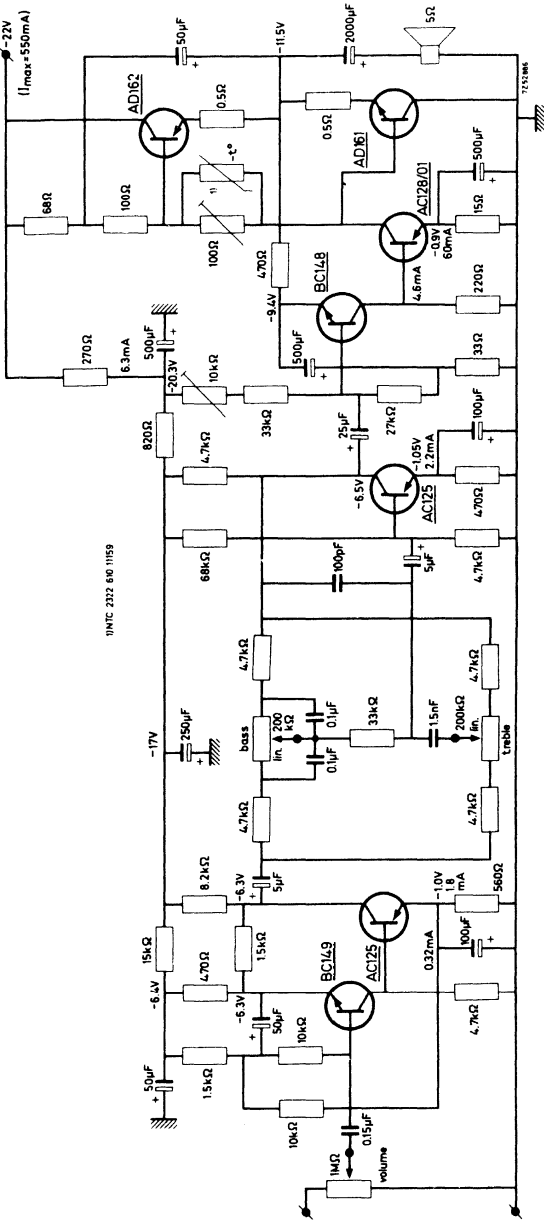 -22V
(Imax=550mA)
50µF
+
-11.5V
2000µF
+
5Ω
AD162
0.5Ω
0.5Ω
AD161
7Z52886
68Ω
100Ω
-t°
1)
100Ω
470Ω
-9.4V
BC148
AC128/01
-0.9V
60mA
500µF
+
15Ω
4.6mA
220Ω
270Ω
6.3mA
500µF
+
-20.3V
10kΩ
33kΩ
500µF
+
25µF
+
27kΩ
33Ω
820Ω
4.7kΩ
-6.5V
AC125
-1.05V
2.2mA
100µF
+
470Ω
68kΩ
100pF
5µF
+
4.7kΩ
1) NTC 2322 610 11159
-17V
250µF
+
4.7kΩ
bass
lin.
200
kΩ
0.1µF
0.1µF
4.7kΩ
33kΩ
1.5nF
200kΩ
lin.
treble
4.7kΩ
4.7kΩ
8.2kΩ
-6.3V
5µF
+
15kΩ
470Ω
1.5kΩ
-6.4V
-6.3V
BC149
AC125
-1.0V
1.8
mA
560Ω
0.32mA
100µF
+
4.7kΩ
50µF
+
1.5kΩ
50µF
+
10kΩ
10kΩ
0.15µF
1MΩ
volume